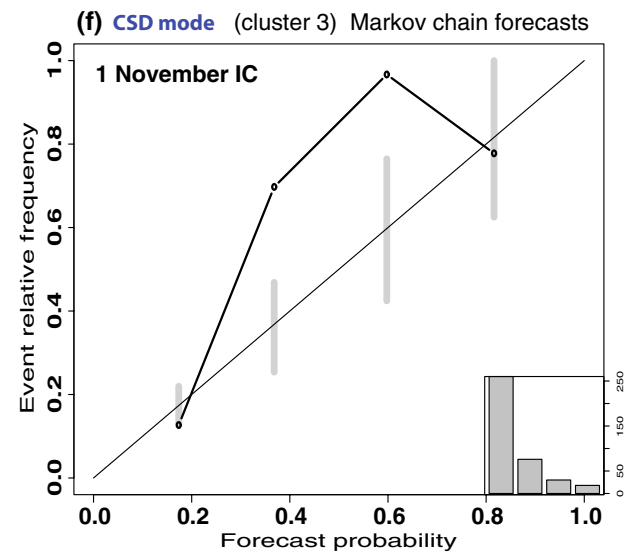 (f) CSD mode (cluster 3) Markov chain forecasts
1 November IC
Event relative frequency
1.0
0.8
0.6
0.4
0.2
0.0
250
150
50
0
0.0 0.2 0.4 0.6 0.8 1.0
Forecast probability